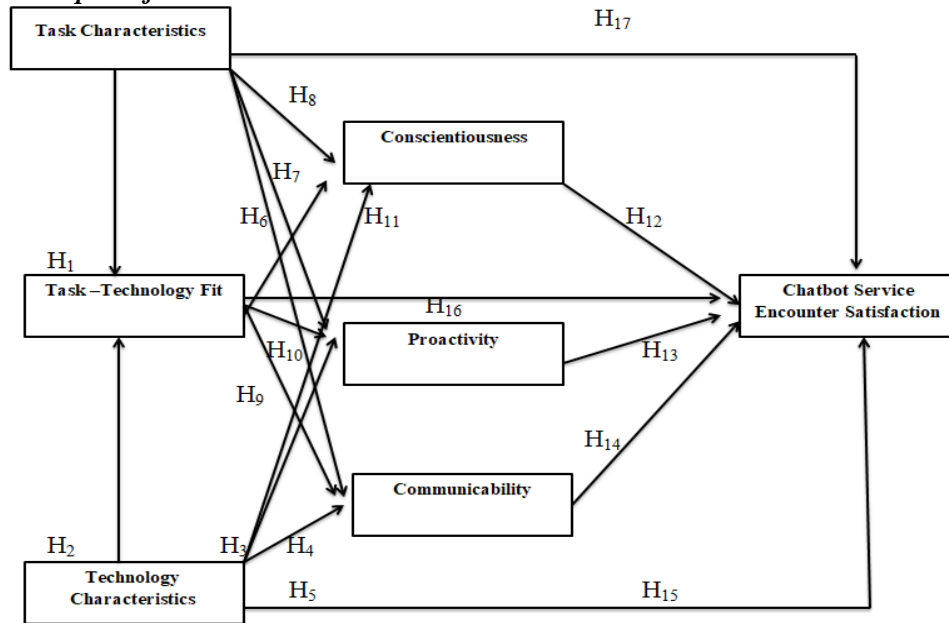 Task Characteristics
H17
H8
Conscientiousness
H7
H6
H11
H12
H1
Task –Technology Fit
Chatbot Service
Encounter Satisfaction
H16
Proactivity
H10
H13
H9
H14
Communicability
H2
H3
H4
Technology
Characteristics
H5
H15